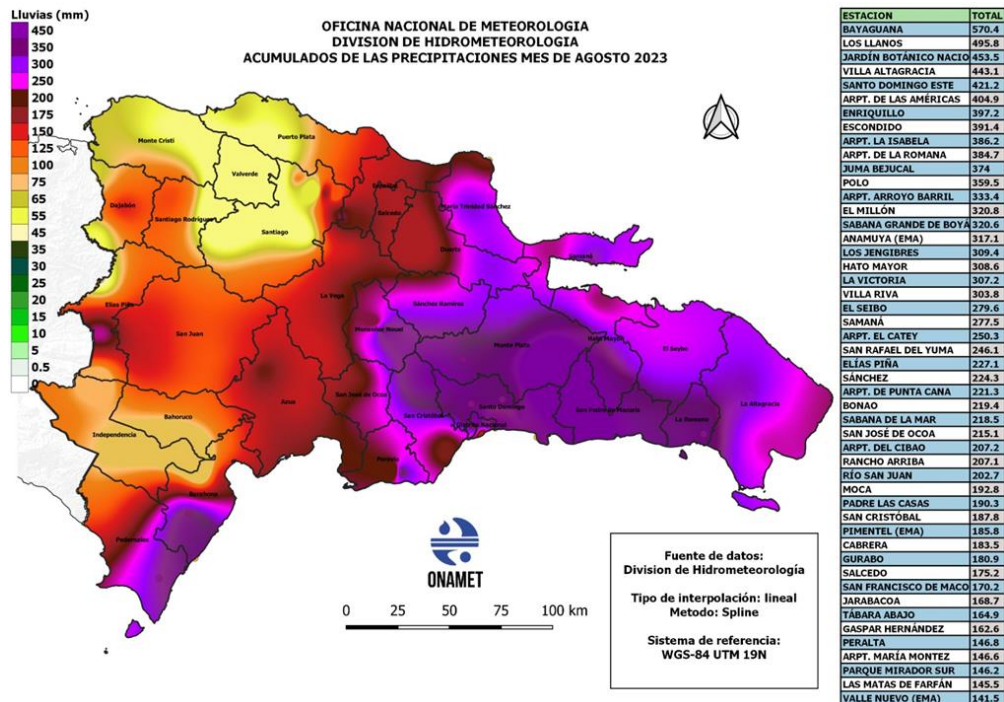 Lluvias (mm)
450
350
300
250
200
175
150
125
100
75
65
55
45
35
30
25
20
15
10
5
0.5
0
OFICINA NACIONAL DE METEOROLOGIA
DIVISION DE HIDROMETEOROLOGIA
ACUMULADOS DE LAS PRECIPITACIONES MES DE AGOSTO 2023
Monte Cristi
Puerto Plata
Valverde
Dajabón
Santiago Rodríguez
Santiago
Salcedo
María Trinidad Sánchez
Duarte
Samaná
Elías Piña
La Vega
Sánchez Ramírez
San Juan
Monseñor Nouel
Monte Plata
Hato Mayor
El Seybo
Azua
San José de Ocoa
San Cristóbal
Santo Domingo
San Pedro de Macorís
La Romana
La Altagracia
Bahoruco
Independencia
Distrito Nacional
Peravia
Barahona
Pedernales
ONAMET
0 25 50 75 100 km
Fuente de datos:
Division de Hidrometeorología
Tipo de interpolación: lineal
Metodo: Spline
Sistema de referencia:
WGS-84 UTM 19N
ESTACION TOTAL
BAYAGUANA 570.4
LOS LLANOS 495.8
JARDÍN BOTÁNICO NACIO 453.5
VILLA ALTAGRACIA 443.1
SANTO DOMINGO ESTE 421.2
ARPT. DE LAS AMÉRICAS 404.9
ENRIQUILLO 397.2
ESCONDIDO 391.4
ARPT. LA ISABELA 386.2
ARPT. DE LA ROMANA 384.7
JUMA BEJUCAL 374
POLO 359.5
ARPT. ARROYO BARRIL 333.4
EL MILLÓN 320.8
SABANA GRANDE DE BOYÁ 320.6
ANAMUYA (EMA) 317.1
LOS JENGIBRES 309.4
HATO MAYOR 308.6
LA VICTORIA 307.2
VILLA RIVA 303.8
EL SEIBO 279.6
SAMANÁ 277.5
ARPT. EL CATEY 250.3
SAN RAFAEL DEL YUMA 246.1
ELÍAS PIÑA 227.1
SÁNCHEZ 224.3
ARPT. DE PUNTA CANA 221.3
BONAO 219.4
SABANA DE LA MAR 218.5
SAN JOSÉ DE OCOA 215.1
ARPT. DEL CIBAO 207.2
RANCHO ARRIBA 207.1
RÍO SAN JUAN 202.7
MOCA 192.8
PADRE LAS CASAS 190.3
SAN CRISTÓBAL 187.8
PIMENTEL (EMA) 185.8
CABRERA 183.5
GURABO 180.9
SALCEDO 175.2
SAN FRANCISCO DE MACO 170.2
JARABACOA 168.7
TÁBARA ABAJO 164.9
GASPAR HERNÁNDEZ 162.6
PERALTA 146.8
ARPT. MARÍA MONTEZ 146.6
PARQUE MIRADOR SUR 146.2
LAS MATAS DE FARFÁN 145.5
VALLE NUEVO (EMA) 141.5